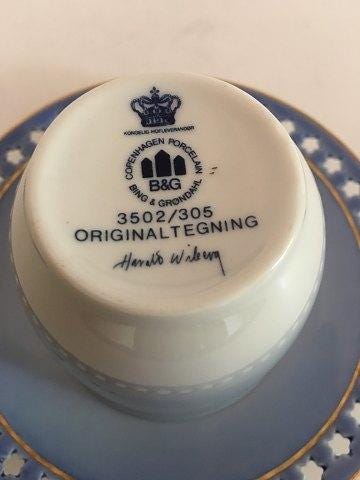 KONGELIG HOFLEVERANDØR
COPENHAGEN PORCELAIN
BING & GRØNDAHL
B&G
3502/305
ORIGINALTEGNING
Harald Wiberg